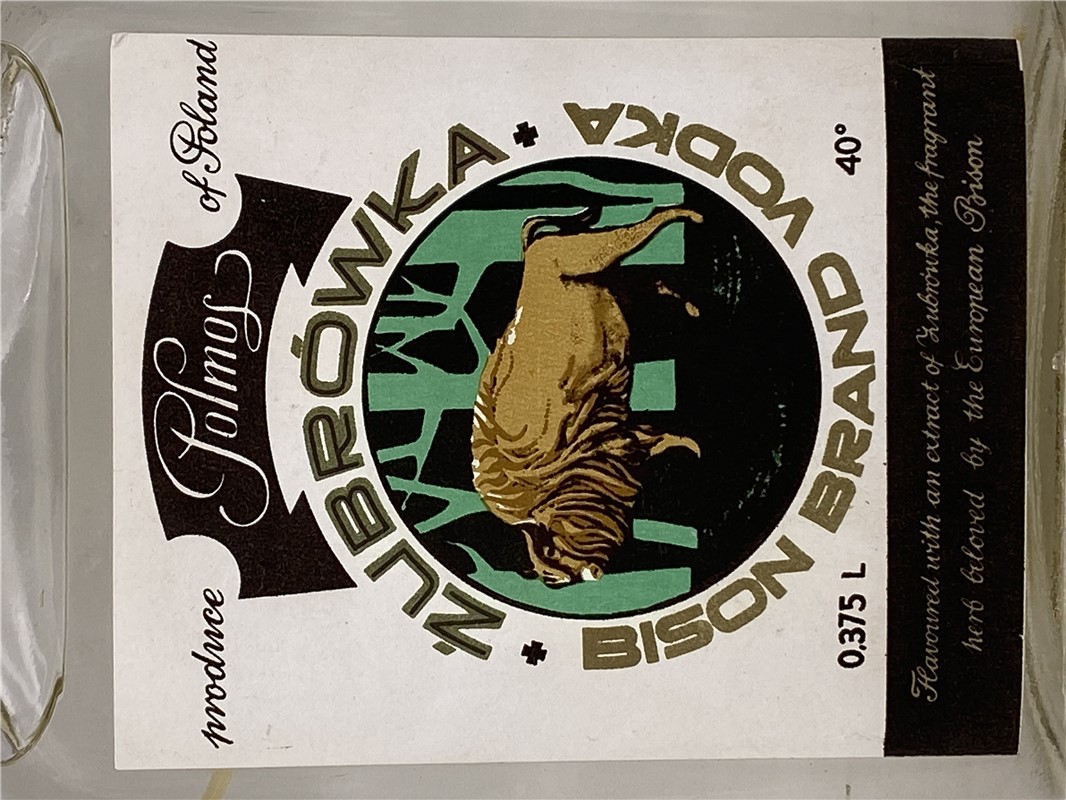 produce of Poland
Polmos
ŻUBRÓWKA
BISON BRAND VODKA
0,375 L 40°
Flavoured with an extract of Żubrówka, the fragrant
herb beloved by the European Bison